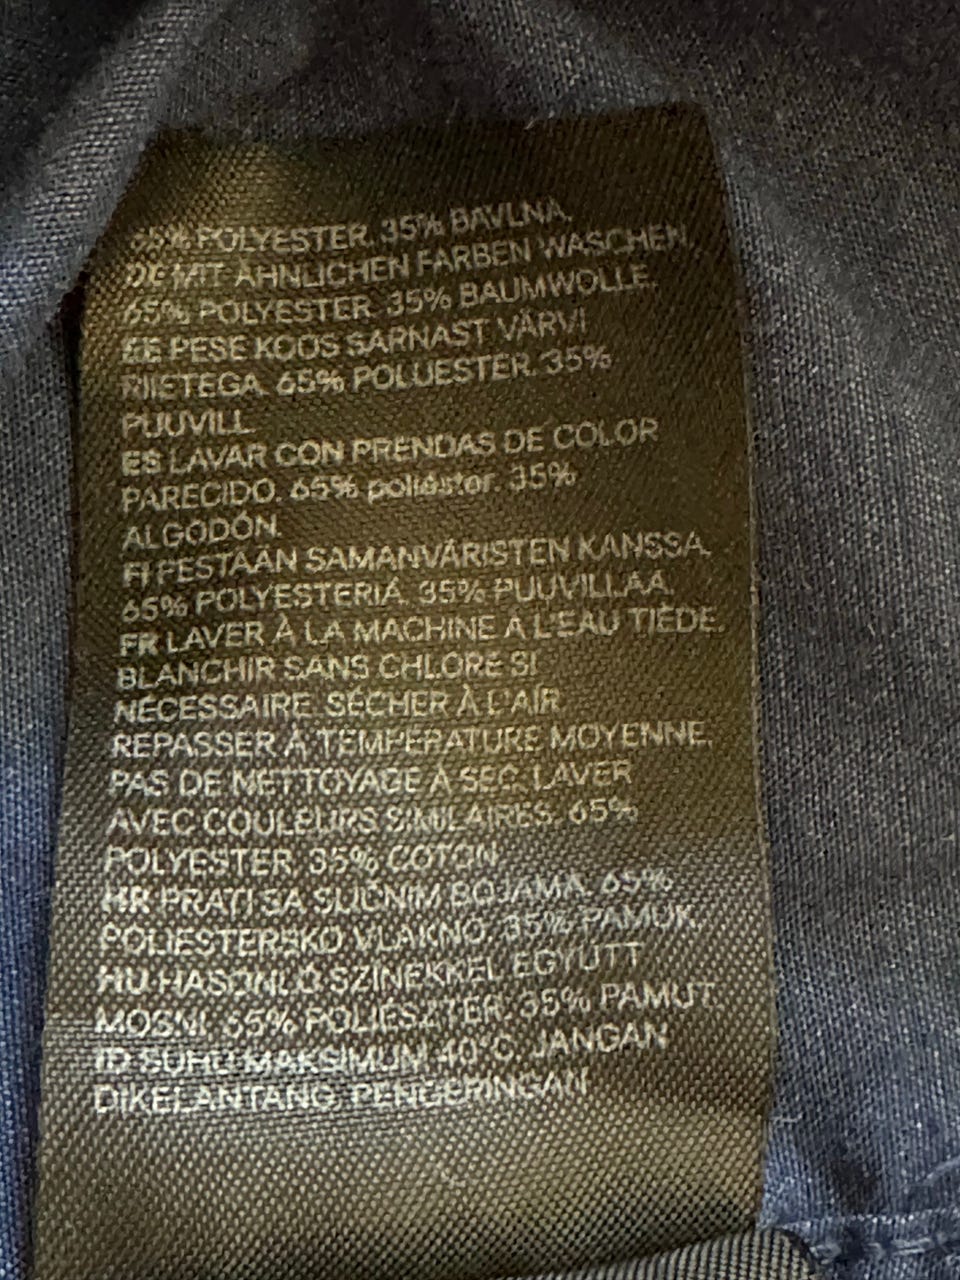 65% POLYESTER. 35% BAVLNA.
DE MIT ÄHNLICHEN FARBEN WASCHEN.
65% POLYESTER. 35% BAUMWOLLE.
EE PESE KOOS SARNAST VÄRVI
RIIETEGA. 65% POLÜESTER. 35%
PUUVILL
ES LAVAR CON PRENDAS DE COLOR
PARECIDO. 65% poliéster. 35%
ALGODÓN.
FI PESTÄÄN SAMANVÄRISTEN KANSSA.
65% POLYESTERIÄ. 35% PUUVILLAA.
FR LAVER À LA MACHINE À L'EAU TIÈDE.
BLANCHIR SANS CHLORE SI
NÉCESSAIRE. SÉCHER À L'AIR
REPASSER À TEMPÉRATURE MOYENNE.
PAS DE NETTOYAGE À SEC. LAVER
AVEC COULEURS SIMILAIRES. 65%
POLYESTER. 35% COTON
HR PRATI SA SLIČNIM BOJAMA. 65%
POLIESTERSKO VLAKNO. 35% PAMUK.
HU HASONLÓ SZÍNEKKEL EGYÜTT
MOSNI. 65% POLIÉSZTER. 35% PAMUT.
ID SUHU MAKSIMUM 40°C. JANGAN
DIKELANTANG. PENGERINGAN